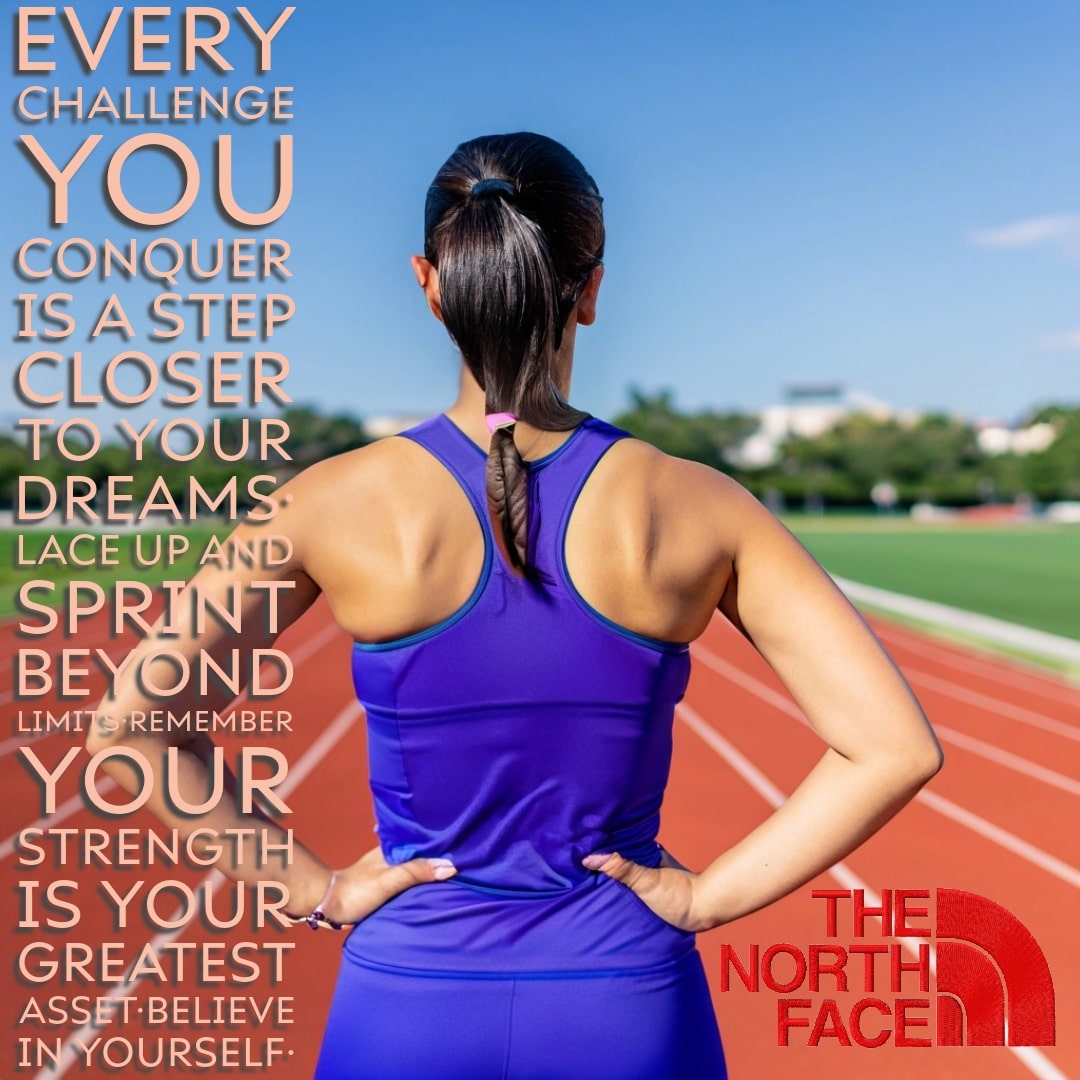 EVERY
CHALLENGE
YOU
CONQUER
IS A STEP
CLOSER
TO YOUR
DREAMS·
LACE UP AND
SPRINT
BEYOND
LIMITS·REMEMBER
YOUR
STRENGTH
IS YOUR
GREATEST
ASSET·BELIEVE
IN YOURSELF·
THE
NORTH
FACE